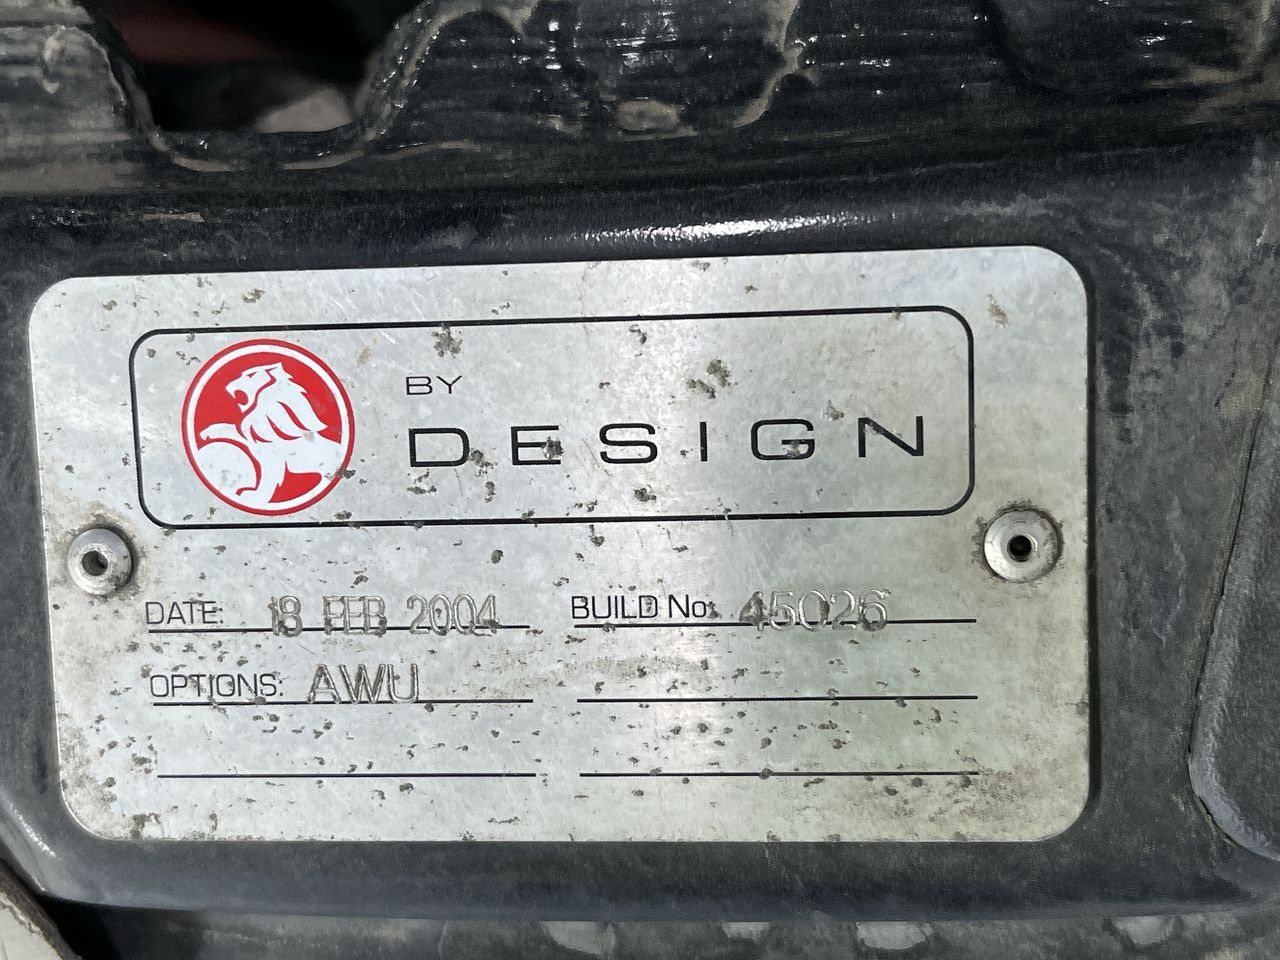 BY
DESIGN
DATE: 18 FEB 2004 BUILD No: 45026
OPTIONS: AWU